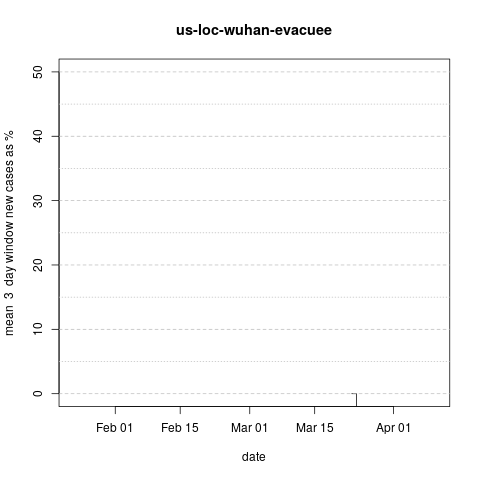 us-loc-wuhan-evacuee
mean 3 day window new cases as %
50
40
30
20
10
0
Feb 01 Feb 15 Mar 01 Mar 15 Apr 01
date